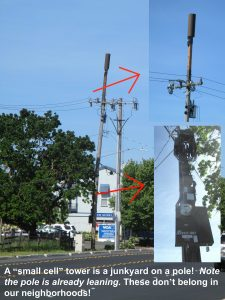 A “small cell” tower is a junkyard on a pole! Note
the pole is already leaning. These don’t belong in
our neighborhoods!